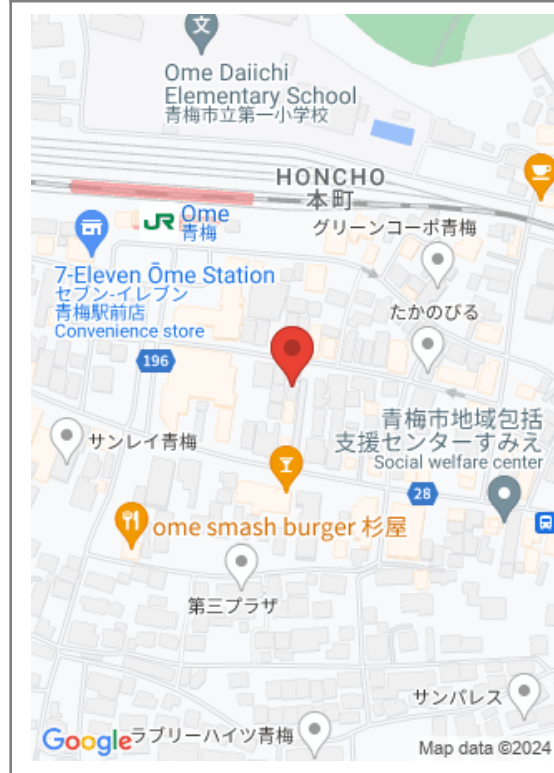 文
Ome Daiichi
Elementary School
青梅市立第一小学校
HONCHO
本町
JR Ome
青梅
グリーンコーポ青梅
7-Eleven Ōme Station
セブン-イレブン
青梅駅前店
Convenience store
たかのびる
196
青梅市地域包括
支援センターすみえ
Social welfare center
サンレイ青梅
28
ome smash burger 杉屋
第三プラザ
サンパレス
ラブリーハイツ青梅
Google
Map data ©2024